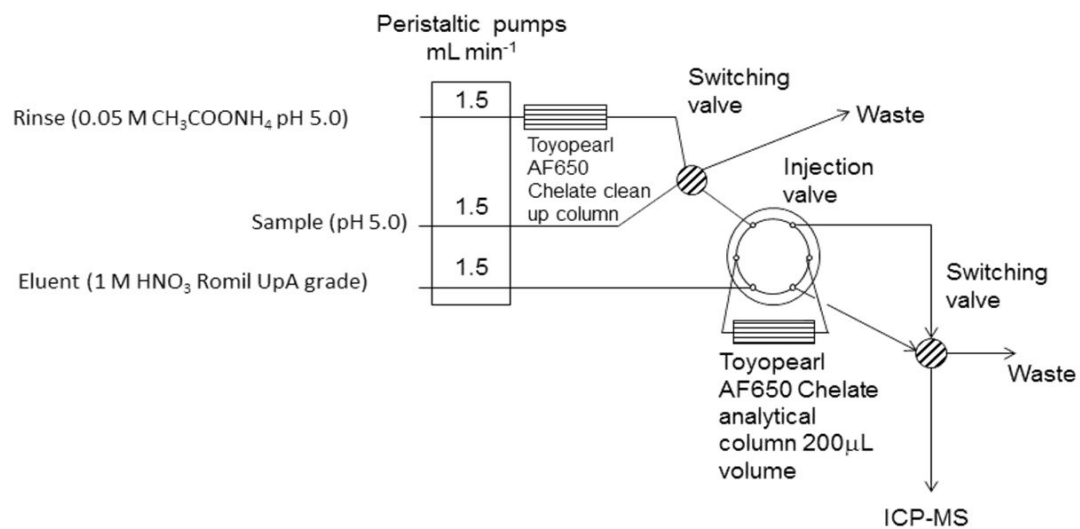 Peristaltic pumps
mL min⁻¹
Switching
valve
Rinse (0.05 M CH₃COONH₄ pH 5.0)
1.5
Waste
Toyopearl
AF650
Chelate clean
up column
Injection
valve
Sample (pH 5.0)
1.5
Eluent (1 M HNO₃ Romil UpA grade)
1.5
Switching
valve
Toyopearl
AF650 Chelate
analytical
column 200µL
volume
Waste
ICP-MS